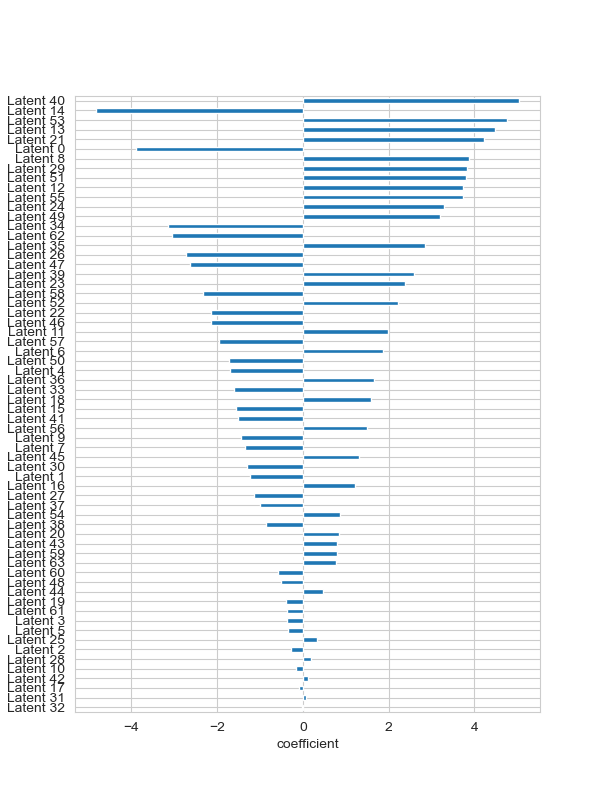 Latent 40
Latent 14
Latent 53
Latent 13
Latent 21
Latent 0
Latent 8
Latent 29
Latent 51
Latent 12
Latent 55
Latent 24
Latent 49
Latent 34
Latent 62
Latent 35
Latent 26
Latent 47
Latent 39
Latent 23
Latent 58
Latent 52
Latent 22
Latent 46
Latent 11
Latent 57
Latent 6
Latent 50
Latent 4
Latent 36
Latent 33
Latent 18
Latent 15
Latent 41
Latent 56
Latent 9
Latent 7
Latent 45
Latent 30
Latent 1
Latent 16
Latent 27
Latent 37
Latent 54
Latent 38
Latent 20
Latent 43
Latent 59
Latent 63
Latent 60
Latent 48
Latent 44
Latent 19
Latent 61
Latent 3
Latent 5
Latent 25
Latent 2
Latent 28
Latent 10
Latent 42
Latent 17
Latent 31
Latent 32
−4 −2 0 2 4
coefficient